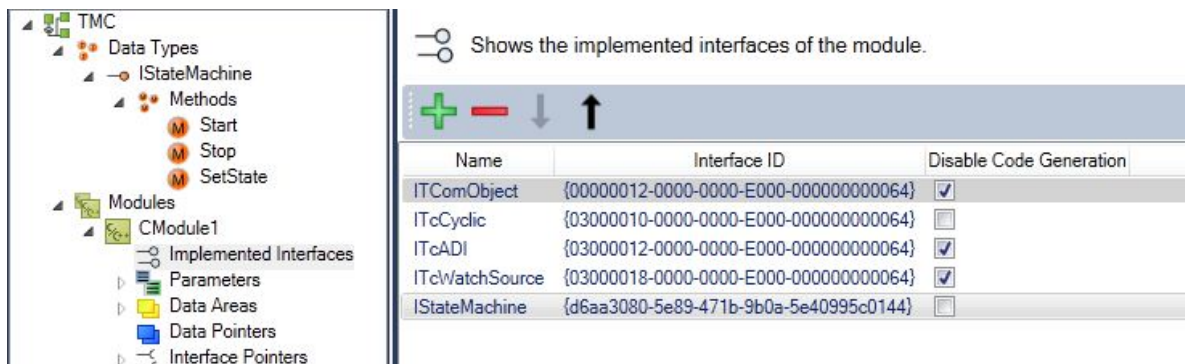 TMC
Data Types
IStateMachine
Methods
M Start
M Stop
M SetState
Modules
C/C++ CModule1
Implemented Interfaces
Parameters
Data Areas
Data Pointers
Interface Pointers
Shows the implemented interfaces of the module.
Name Interface ID Disable Code Generation
ITComObject {00000012-0000-0000-E000-000000000064}
ITcCyclic {03000010-0000-0000-E000-000000000064}
ITcADI {03000012-0000-0000-E000-000000000064}
ITcWatchSource {03000018-0000-0000-E000-000000000064}
IStateMachine {d6aa3080-5e89-471b-9b0a-5e40995c0144}